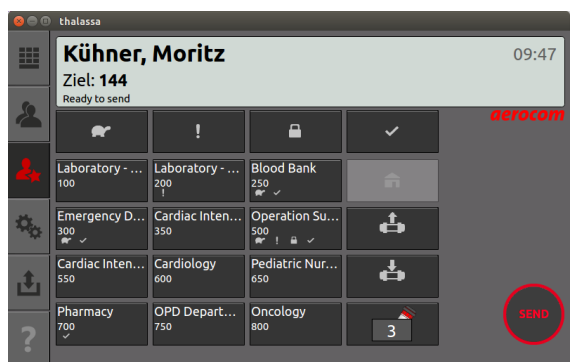 thalassa
Kühner, Moritz
09:47
Ziel: 144
Ready to send
aerocom
!
Laboratory - ...
100
Laboratory - ...
200
!
Blood Bank
250
Emergency D...
300
Cardiac Inten...
350
Operation Su...
500
!
Cardiac Inten...
550
Cardiology
600
Pediatric Nur...
650
Pharmacy
700
OPD Depart...
750
Oncology
800
3
SEND
?